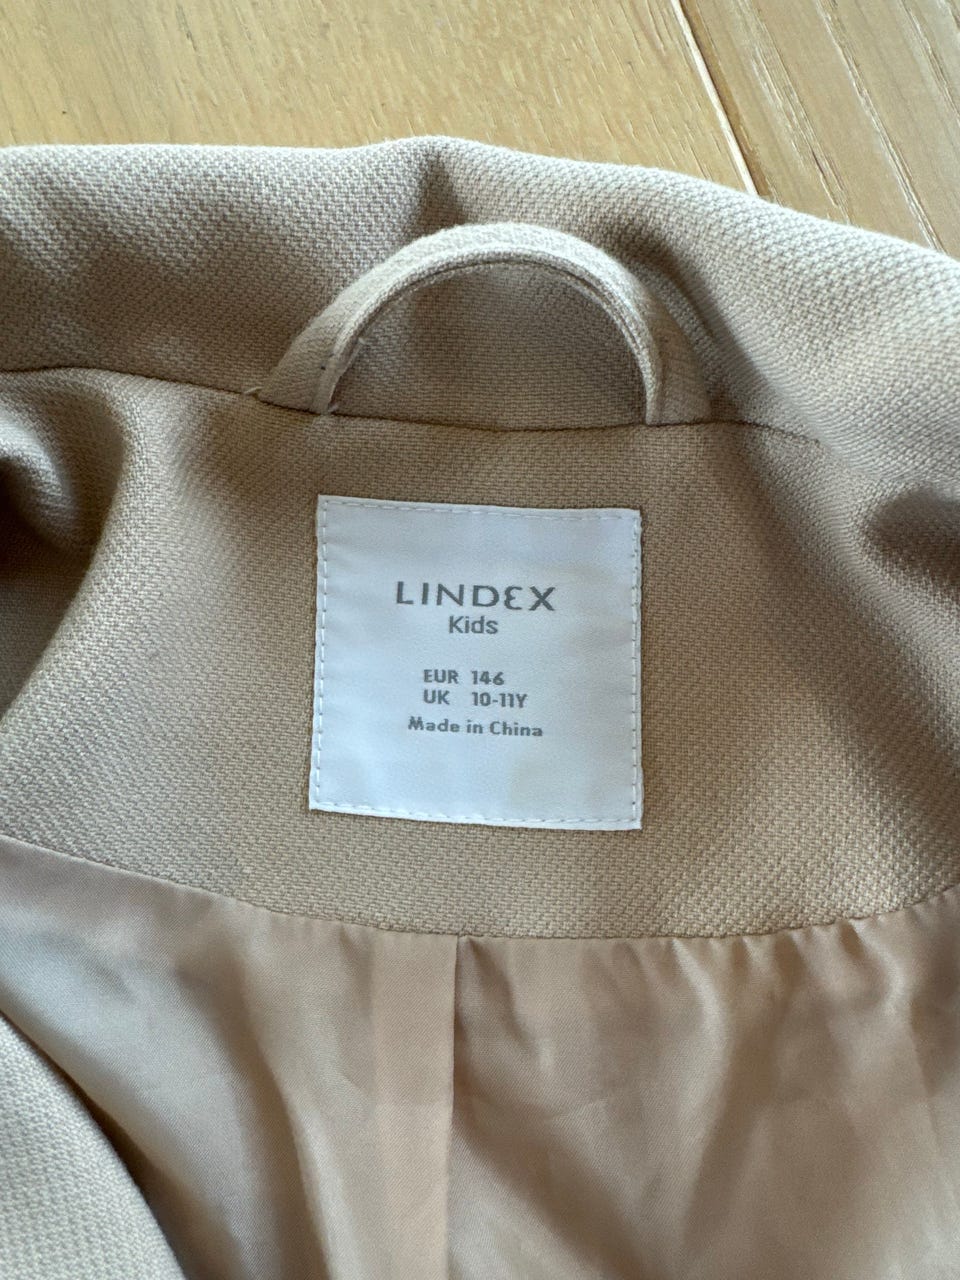 LINDEX
Kids
EUR 146
UK 10-11Y
Made in China